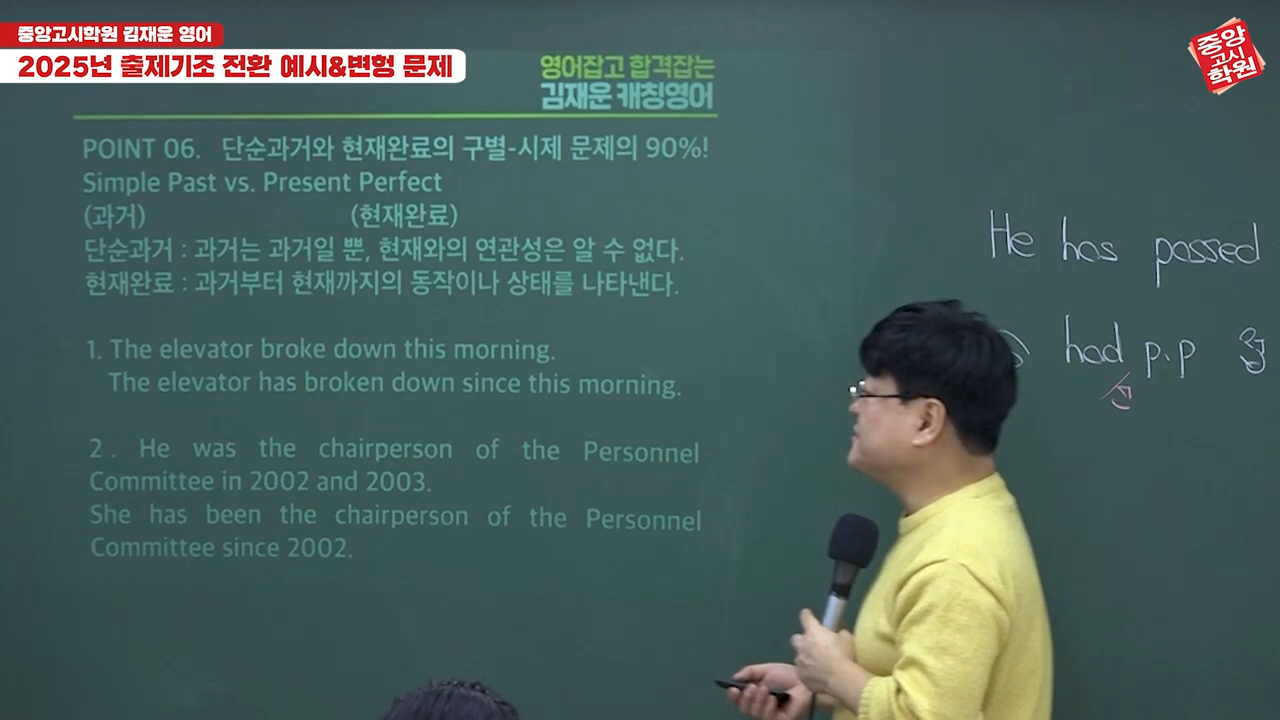 중앙고시학원 김재운 영어
2025년 출제기조 전환 예시&변형 문제
중앙
고시
학원
영어잡고 합격잡는
김재운 캐칭영어
POINT 06. 단순과거와 현재완료의 구별-시제 문제의 90%!
Simple Past vs. Present Perfect
(과거) (현재완료)
단순과거 : 과거는 과거일 뿐, 현재와의 연관성은 알 수 없다.
현재완료 : 과거부터 현재까지의 동작이나 상태를 나타낸다.
1. The elevator broke down this morning.
The elevator has broken down since this morning.
2. He was the chairperson of the Personnel
Committee in 2002 and 2003.
She has been the chairperson of the Personnel
Committee since 2002.
He has passed
had p.p